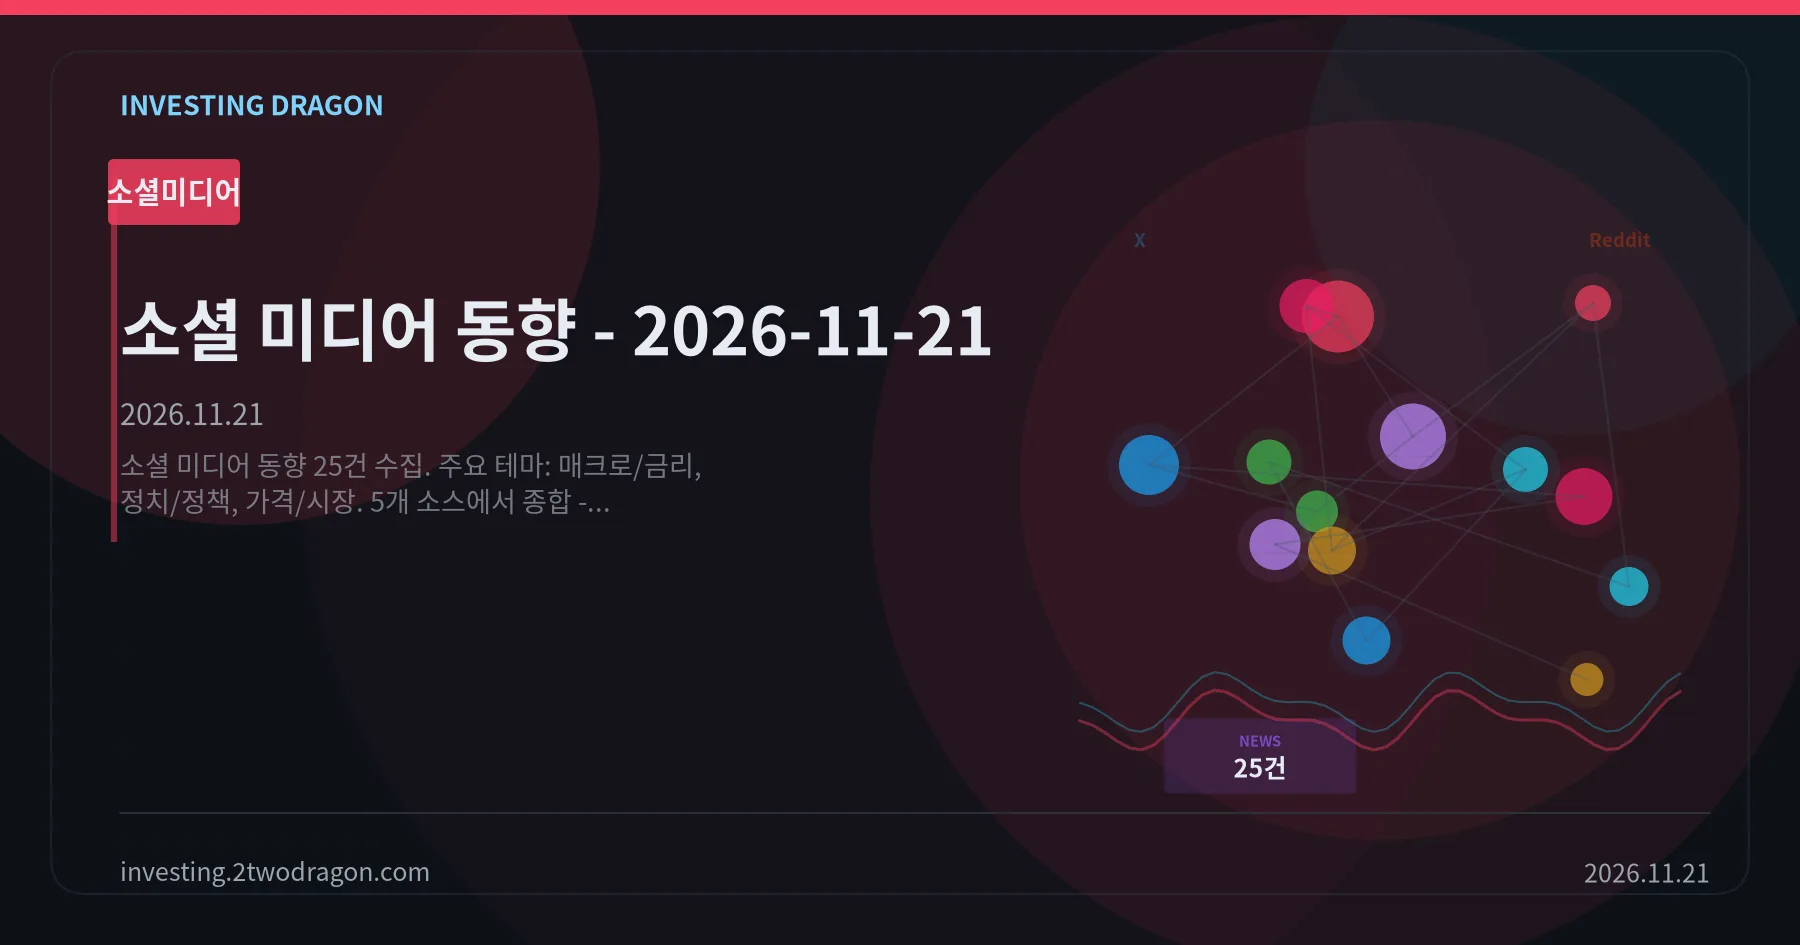 INVESTING DRAGON
소셜미디어
소셜 미디어 동향 - 2026-11-21
2026.11.21
소셜 미디어 동향 25건 수집. 주요 테마: 매크로/금리,
정치/정책, 가격/시장. 5개 소스에서 종합 -...
X
Reddit
NEWS
25건
investing.2twodragon.com
2026.11.21